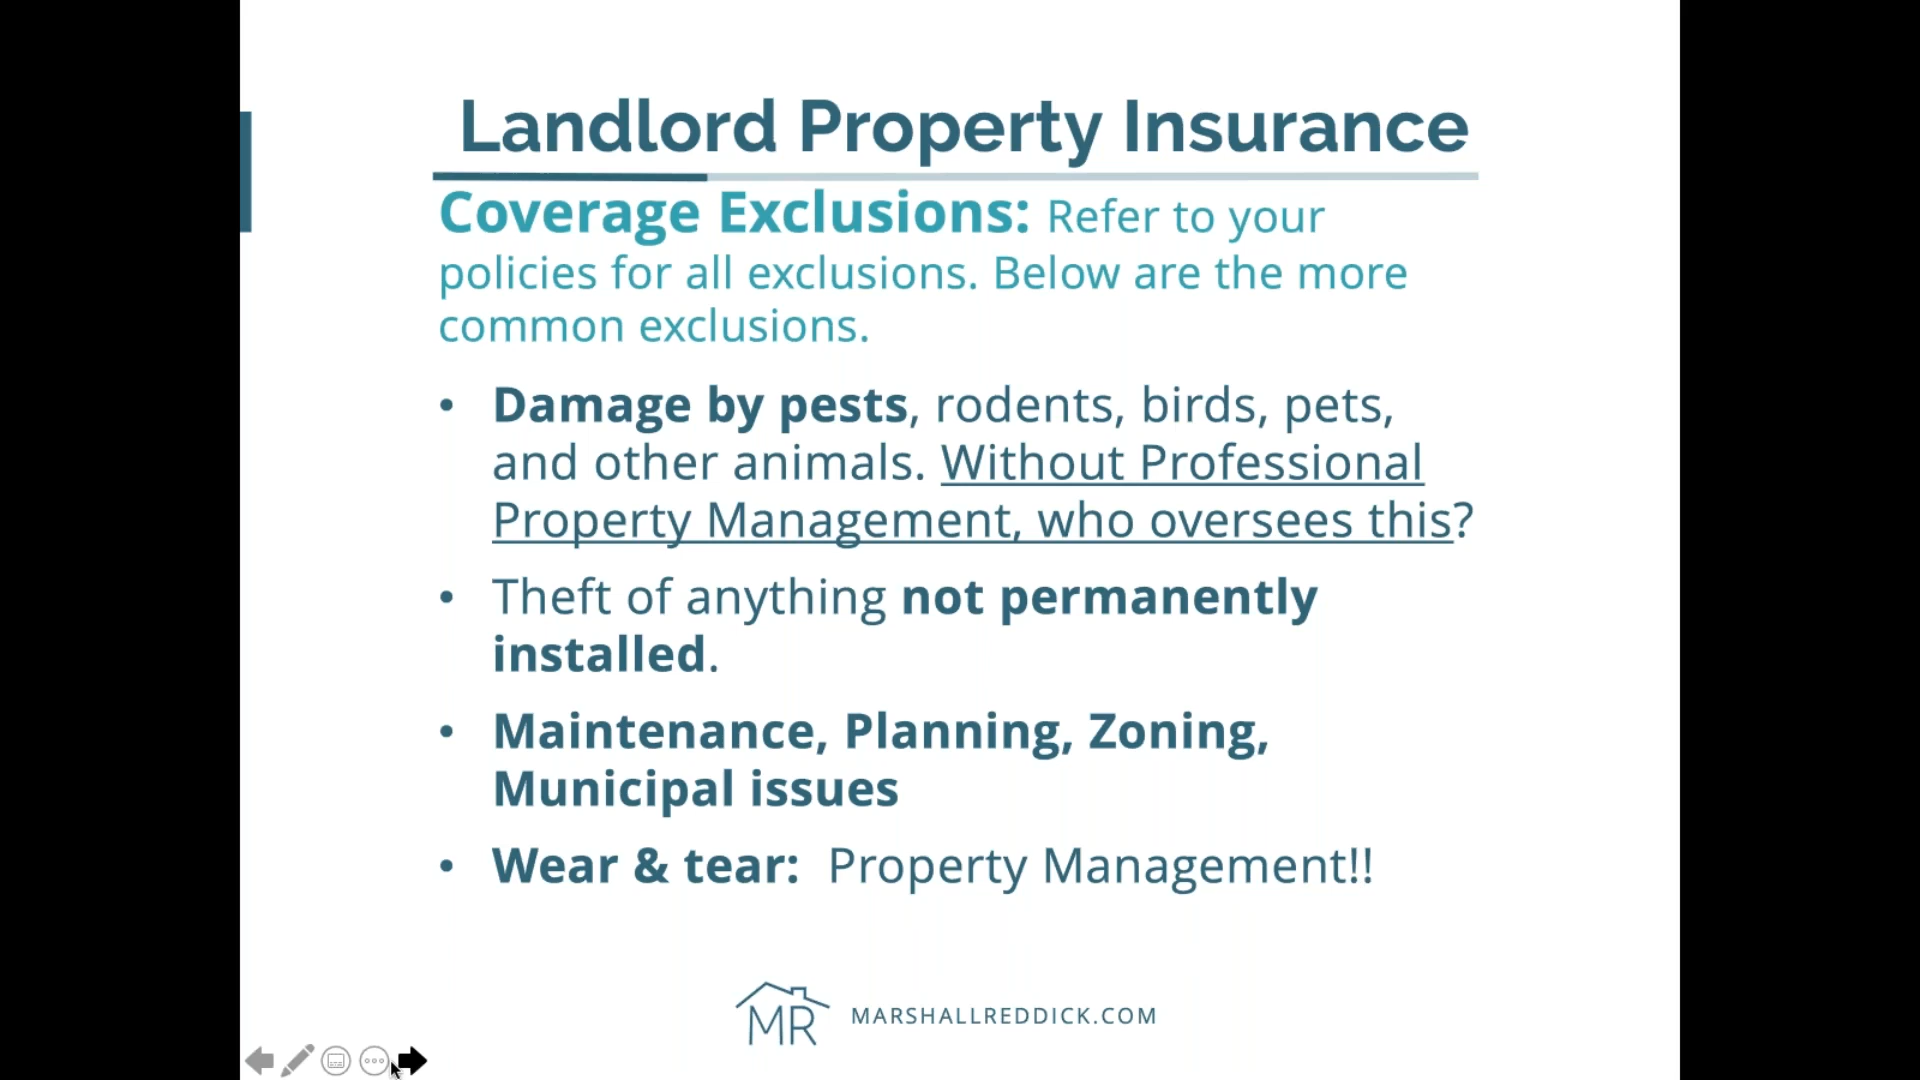 Landlord Property Insurance
Coverage Exclusions: Refer to your
policies for all exclusions. Below are the more
common exclusions.
• Damage by pests, rodents, birds, pets,
and other animals. Without Professional
Property Management, who oversees this?
• Theft of anything not permanently
installed.
• Maintenance, Planning, Zoning,
Municipal issues
• Wear & tear: Property Management!!
MR MARSHALLREDDICK.COM